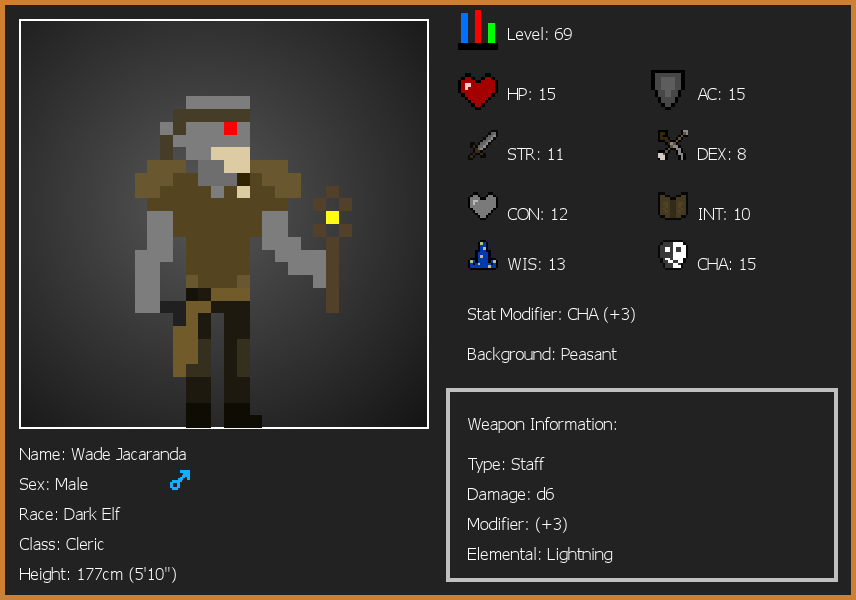 Level: 69
HP: 15
AC: 15
STR: 11
DEX: 8
CON: 12
INT: 10
WIS: 13
CHA: 15
Stat Modifier: CHA (+3)
Background: Peasant
Weapon Information:
Type: Staff
Damage: d6
Modifier: (+3)
Elemental: Lightning
Name: Wade Jacaranda
Sex: Male
Race: Dark Elf
Class: Cleric
Height: 177cm (5'10")